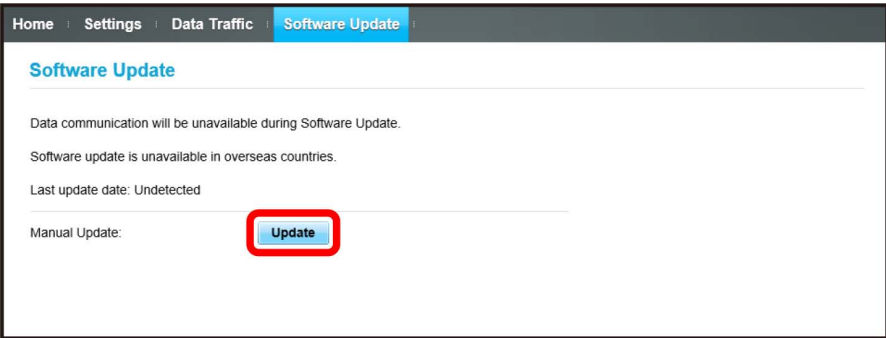 Home Settings Data Traffic Software Update
Software Update
Data communication will be unavailable during Software Update.
Software update is unavailable in overseas countries.
Last update date: Undetected
Manual Update: Update